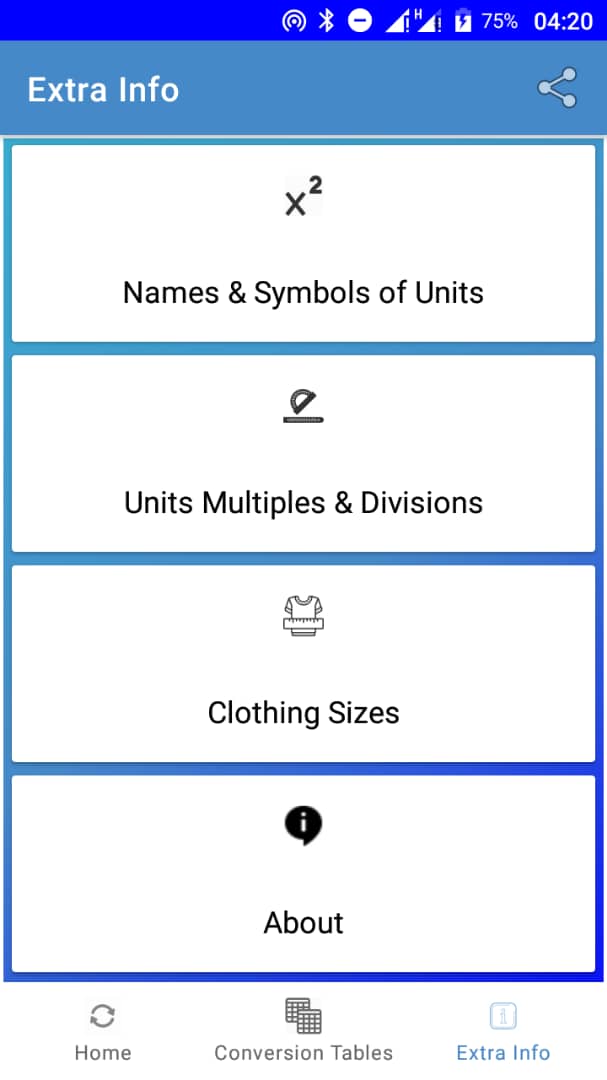 H 75% 04:20
Extra Info
x²
Names & Symbols of Units
Units Multiples & Divisions
Clothing Sizes
About
Home Conversion Tables Extra Info